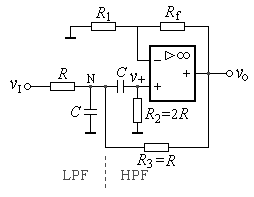 R1 Rf
▷∞
−
vI R N C v+ + + vo
C R2=2R
R3=R
LPF HPF